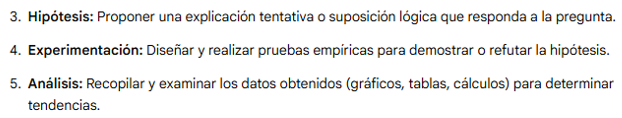 3. Hipótesis: Proponer una explicación tentativa o suposición lógica que responda a la pregunta.
4. Experimentación: Diseñar y realizar pruebas empíricas para demostrar o refutar la hipótesis.
5. Análisis: Recopilar y examinar los datos obtenidos (gráficos, tablas, cálculos) para determinar
tendencias.